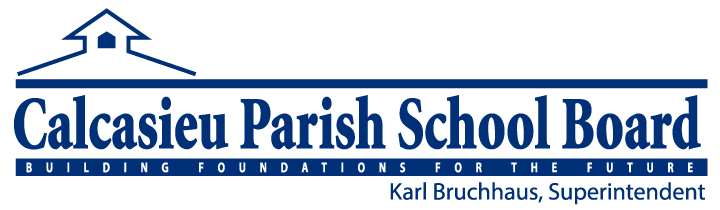 Calcasieu Parish School Board
BUILDING FOUNDATIONS FOR THE FUTURE
Karl Bruchhaus, Superintendent